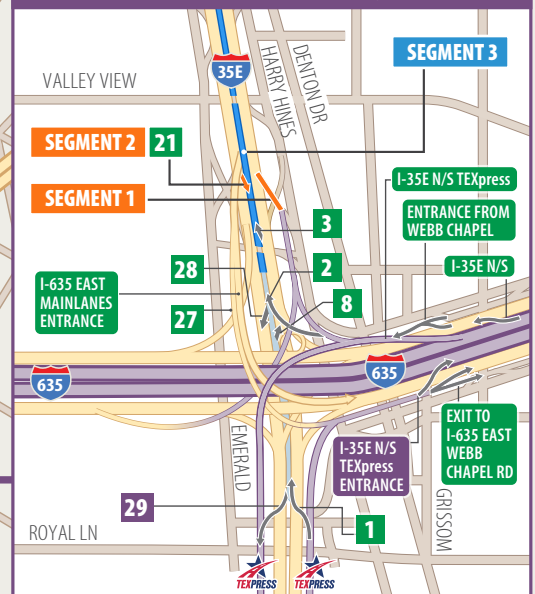 35E
VALLEY VIEW
HARRY HINES
DENTON DR
SEGMENT 3
SEGMENT 2
21
SEGMENT 1
I-35E N/S TEXpress
ENTRANCE FROM
WEBB CHAPEL
I-35E N/S
3
28
2
8
27
I-635 EAST
MAINLANES
ENTRANCE
635
635
EMERALD
I-35E N/S
TEXpress
ENTRANCE
EXIT TO
I-635 EAST
WEBB
CHAPEL RD
GRISSOM
29
1
ROYAL LN
TEXPRESS
TEXPRESS